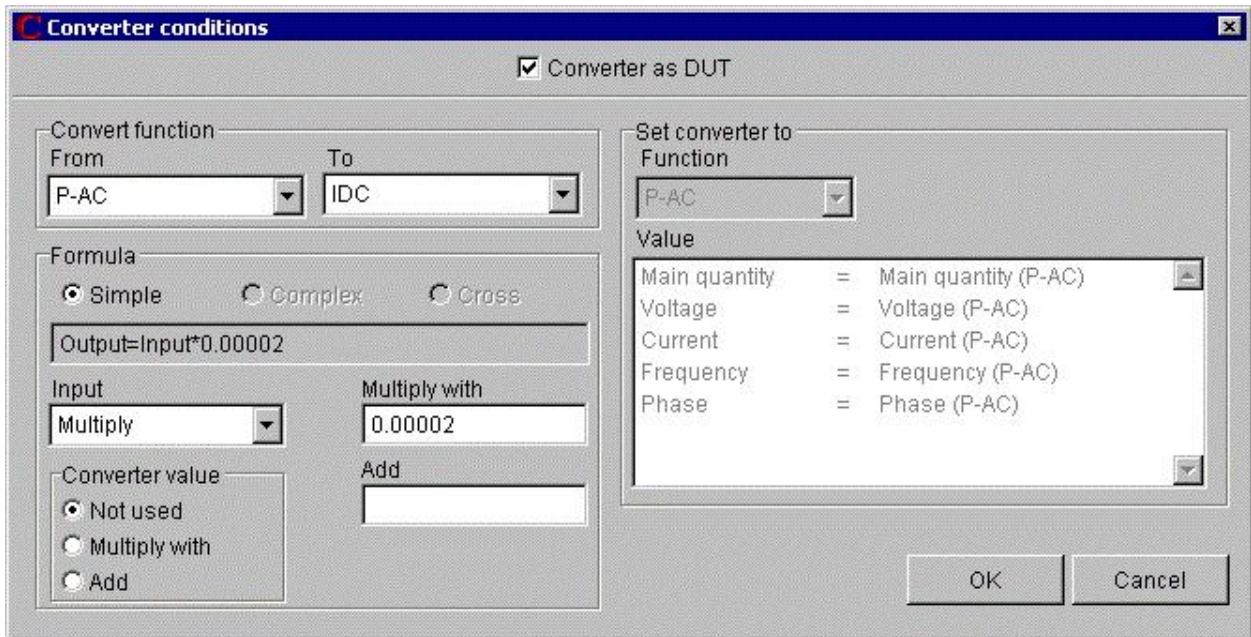 Converter conditions
Converter as DUT
Convert function
From To
P-AC IDC
Formula
Simple Complex Cross
Output=Input*0.00002
Input Multiply with
Multiply 0.00002
Converter value
Not used
Multiply with
Add
Add
Set converter to
Function
P-AC
Value
Main quantity = Main quantity (P-AC)
Voltage = Voltage (P-AC)
Current = Current (P-AC)
Frequency = Frequency (P-AC)
Phase = Phase (P-AC)
OK Cancel